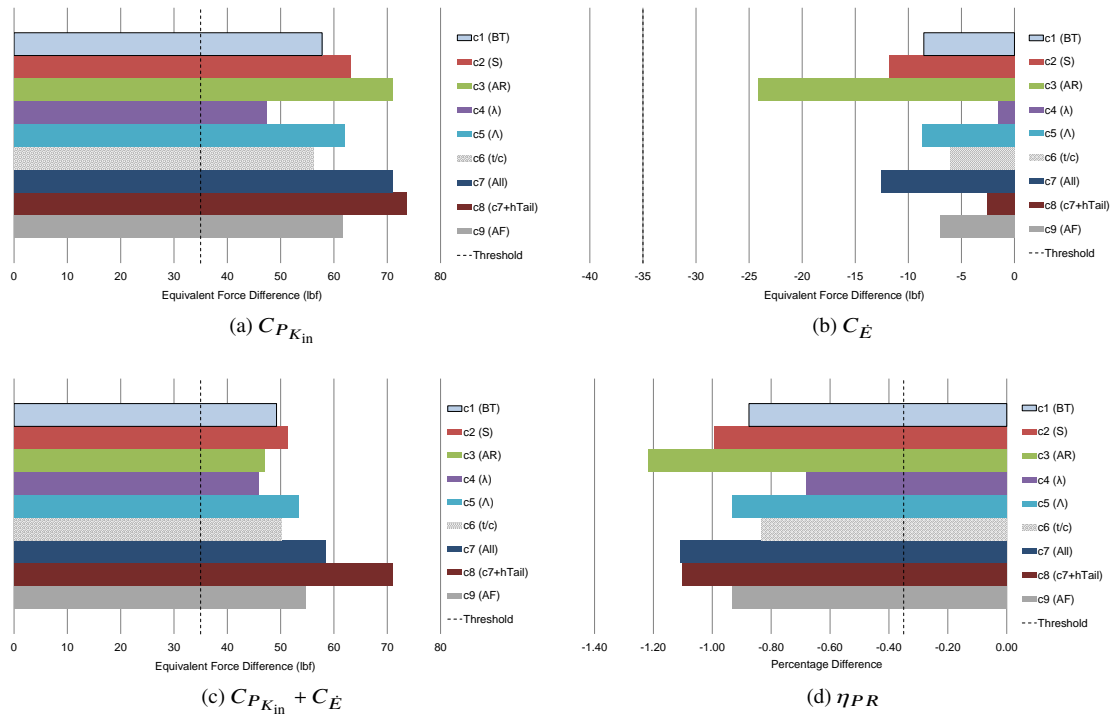 c1 (BT)
c2 (S)
c3 (AR)
c4 (λ)
c5 (Λ)
c6 (t/c)
c7 (All)
c8 (c7+hTail)
c9 (AF)
Threshold
0 10 20 30 40 50 60 70 80
Equivalent Force Difference (lbf)
(a) C_{P_{K_{in}}}
c1 (BT)
c2 (S)
c3 (AR)
c4 (λ)
c5 (Λ)
c6 (t/c)
c7 (All)
c8 (c7+hTail)
c9 (AF)
Threshold
-40 -35 -30 -25 -20 -15 -10 -5 0
Equivalent Force Difference (lbf)
(b) C_{Ė}
c1 (BT)
c2 (S)
c3 (AR)
c4 (λ)
c5 (Λ)
c6 (t/c)
c7 (All)
c8 (c7+hTail)
c9 (AF)
Threshold
0 10 20 30 40 50 60 70 80
Equivalent Force Difference (lbf)
(c) C_{P_{K_{in}}} + C_{Ė}
c1 (BT)
c2 (S)
c3 (AR)
c4 (λ)
c5 (Λ)
c6 (t/c)
c7 (All)
c8 (c7+hTail)
c9 (AF)
Threshold
-1.40 -1.20 -1.00 -0.80 -0.60 -0.40 -0.20 0.00
Percentage Difference
(d) η_{PR}